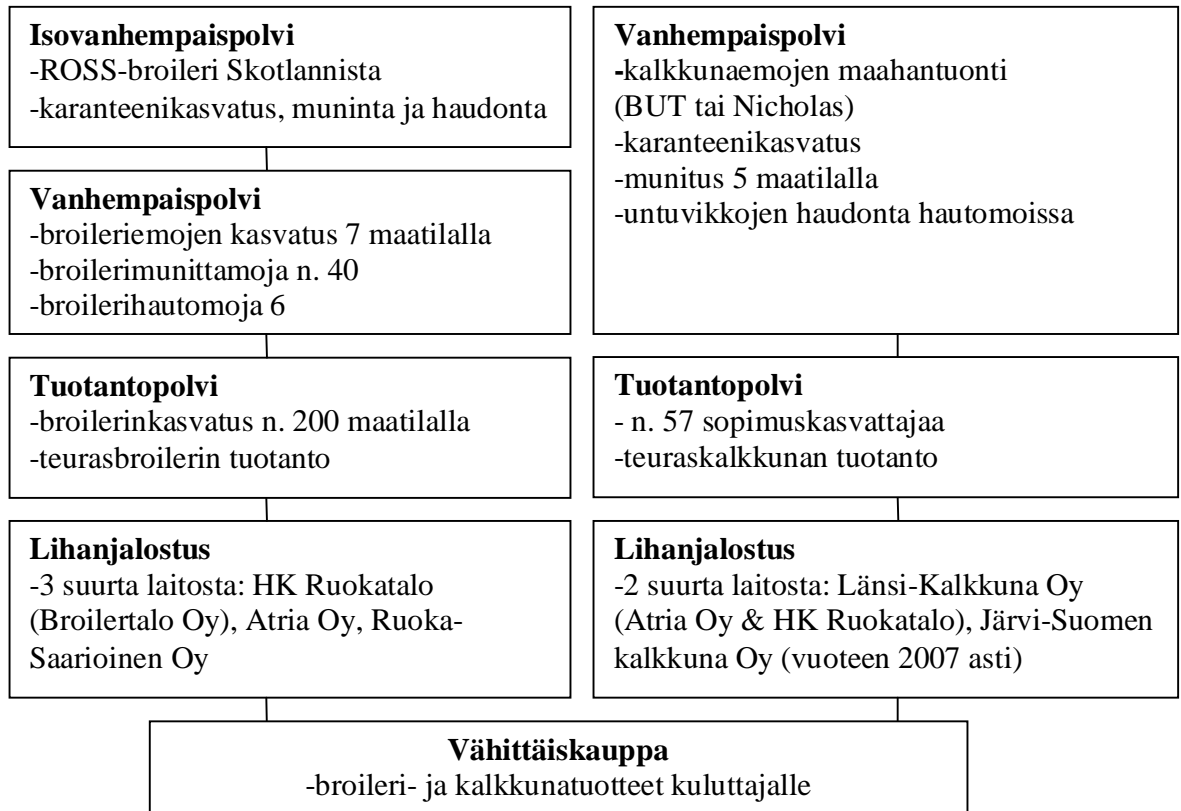 Isovanhempaispolvi
-ROSS-broileri Skotlannista
-karanteenikasvatus, muninta ja haudonta
Vanhempaispolvi
-broileriemojen kasvatus 7 maatilalla
-broilerimunittamoja n. 40
-broilerihautomoja 6
Tuotantopolvi
-broilerinkasvatus n. 200 maatilalla
-teurasbroilerin tuotanto
Lihanjalostus
-3 suurta laitosta: HK Ruokatalo
(Broilertalo Oy), Atria Oy, Ruoka-
Saarioinen Oy
Vanhempaispolvi
-kalkkunaemojen maahantuonti
(BUT tai Nicholas)
-karanteenikasvatus
-munitus 5 maatilalla
-untuvikkojen haudonta hautomoissa
Tuotantopolvi
- n. 57 sopimuskasvattajaa
-teuraskalkkunan tuotanto
Lihanjalostus
-2 suurta laitosta: Länsi-Kalkkuna Oy
(Atria Oy & HK Ruokatalo), Järvi-Suomen
kalkkuna Oy (vuoteen 2007 asti)
Vähittäiskauppa
-broileri- ja kalkkunatuotteet kuluttajalle